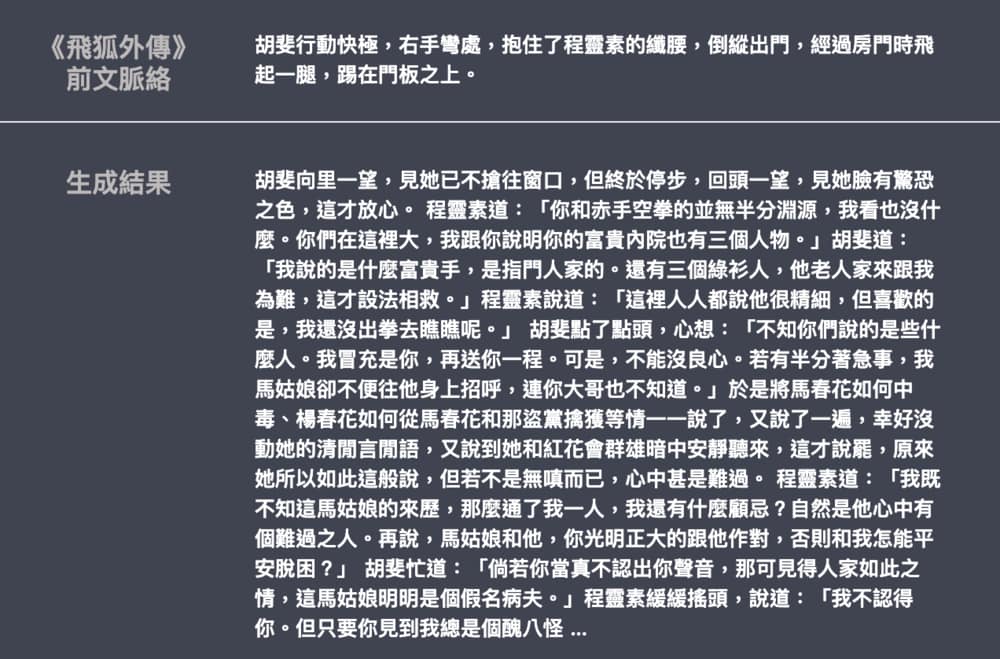 《飛狐外傳》
前文脈絡
胡斐行動快極，右手彎處，抱住了程靈素的纖腰，倒縱出門，經過房門時飛
起一腿，踢在門板之上。
生成結果
胡斐向里一望，見她已不搶往窗口，但終於停步，回頭一望，見她臉有驚恐
之色，這才放心。 程靈素道：「你和赤手空拳的並無半分淵源，我看也沒什
麼。你們在這裡大，我跟你說明你的富貴內院也有三個人物。」胡斐道：
「我說的是什麼富貴手，是指門人家的。還有三個綠衫人，他老人家來跟我
為難，這才設法相救。」程靈素說道：「這裡人人都說他很精細，但喜歡的
是，我還沒出拳去瞧瞧呢。」 胡斐點了點頭，心想：「不知你們說的是些什
麼人。我冒充是你，再送你一程。可是，不能沒良心。若有半分著急事，我
馬姑娘卻不便往他身上招呼，連你大哥也不知道。」於是將馬春花如何中
毒、楊春花如何從馬春花和那盜黨擒獲等情一一說了，又說了一遍，幸好沒
動她的清閒言閒語，又說到她和紅花會群雄暗中安靜聽來，這才說罷，原來
她所以如此這般說，但若不是無嗔而已，心中甚是難過。 程靈素道：「我既
不知這馬姑娘的來歷，那麼通了我一人，我還有什麼顧忌？自然是他心中有
個難過之人。再說，馬姑娘和他，你光明正大的跟他作對，否則和我怎能平
安脫困？」 胡斐忙道：「倘若你當真不認出你聲音，那可見得人家如此之
情，這馬姑娘明明是個假名病夫。」程靈素緩緩搖頭，說道：「我不認得
你。但只要你見到我總是個醜八怪 ...